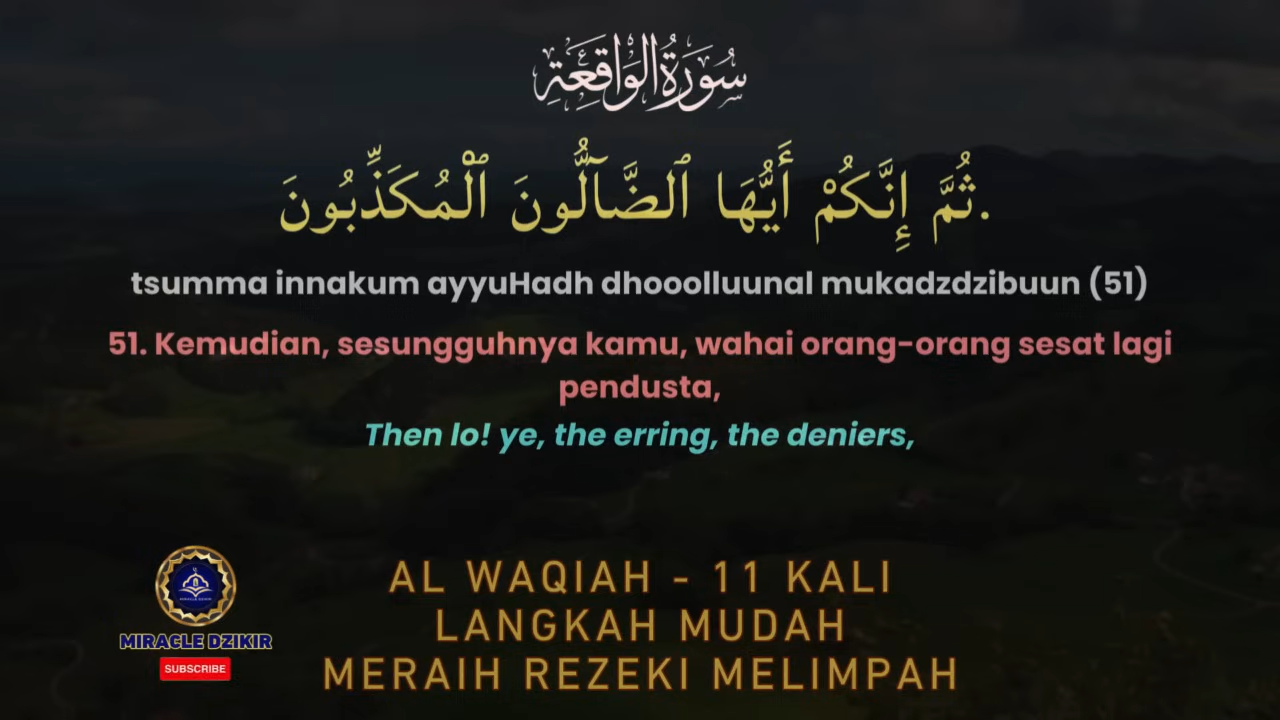 سُورَةُ الوَاقِعَةِ
ثُمَّ إِنَّكُمْ أَيُّهَا ٱلضَّآلُّونَ ٱلْمُكَذِّبُونَ.
tsumma innakum ayyuHadh dhooolluunal mukadzdzibuun (51)
51. Kemudian, sesungguhnya kamu, wahai orang-orang sesat lagi
pendusta,
Then lo! ye, the erring, the deniers,
AL WAQIAH - 11 KALI
LANGKAH MUDAH
MERAIH REZEKI MELIMPAH
MIRACLE DZIKIR
MIRACLE DZIKIR
SUBSCRIBE